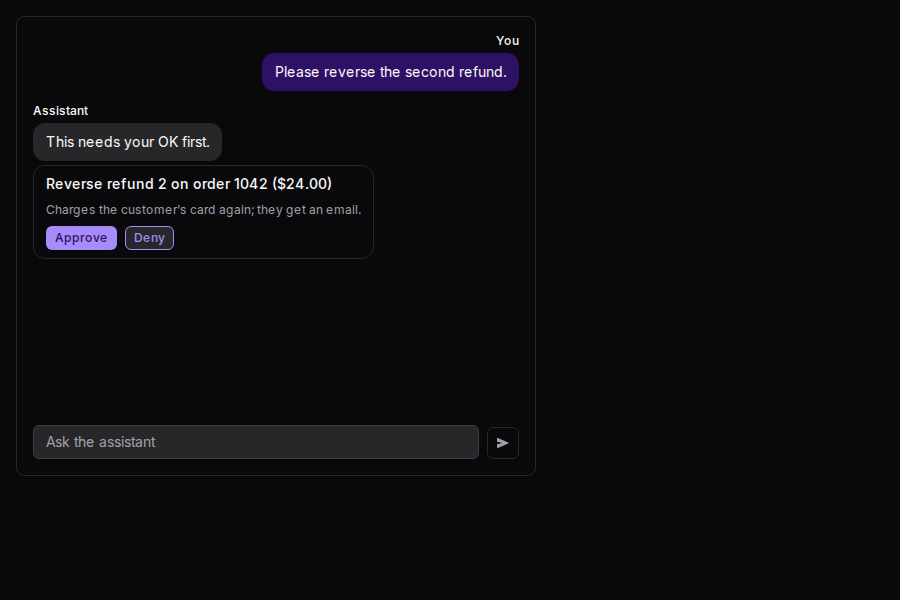 You
Please reverse the second refund.
Assistant
This needs your OK first.
Reverse refund 2 on order 1042 ($24.00)
Charges the customer's card again; they get an email.
Approve
Deny
Ask the assistant